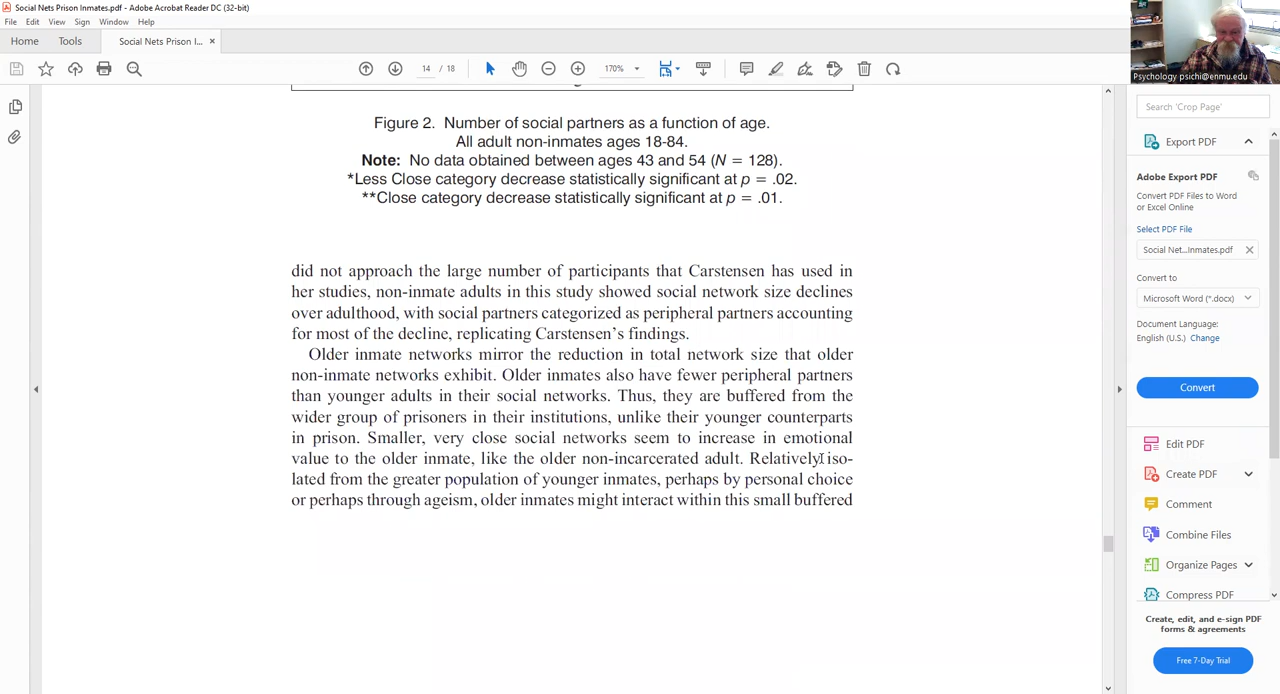 Social Nets Prison Inmates.pdf - Adobe Acrobat Reader DC (32-bit)
File Edit View Sign Window Help
Home Tools Social Nets Prison I... ×
14 / 18 170%
Psychology psichi@enmu.edu
Figure 2. Number of social partners as a function of age.
All adult non-inmates ages 18-84.
Note: No data obtained between ages 43 and 54 (N = 128).
*Less Close category decrease statistically significant at p = .02.
**Close category decrease statistically significant at p = .01.
did not approach the large number of participants that Carstensen has used in
her studies, non-inmate adults in this study showed social network size declines
over adulthood, with social partners categorized as peripheral partners accounting
for most of the decline, replicating Carstensen's findings.
Older inmate networks mirror the reduction in total network size that older
non-inmate networks exhibit. Older inmates also have fewer peripheral partners
than younger adults in their social networks. Thus, they are buffered from the
wider group of prisoners in their institutions, unlike their younger counterparts
in prison. Smaller, very close social networks seem to increase in emotional
value to the older inmate, like the older non-incarcerated adult. Relatively iso-
lated from the greater population of younger inmates, perhaps by personal choice
or perhaps through ageism, older inmates might interact within this small buffered
Search 'Crop Page'
Export PDF
Adobe Export PDF
Convert PDF Files to Word
or Excel Online
Select PDF File
Social Net...Inmates.pdf ×
Convert to
Microsoft Word (*.docx)
Document Language:
English (U.S.) Change
Convert
Edit PDF
Create PDF
Comment
Combine Files
Organize Pages
Compress PDF
Create, edit, and e-sign PDF
forms & agreements
Free 7-Day Trial